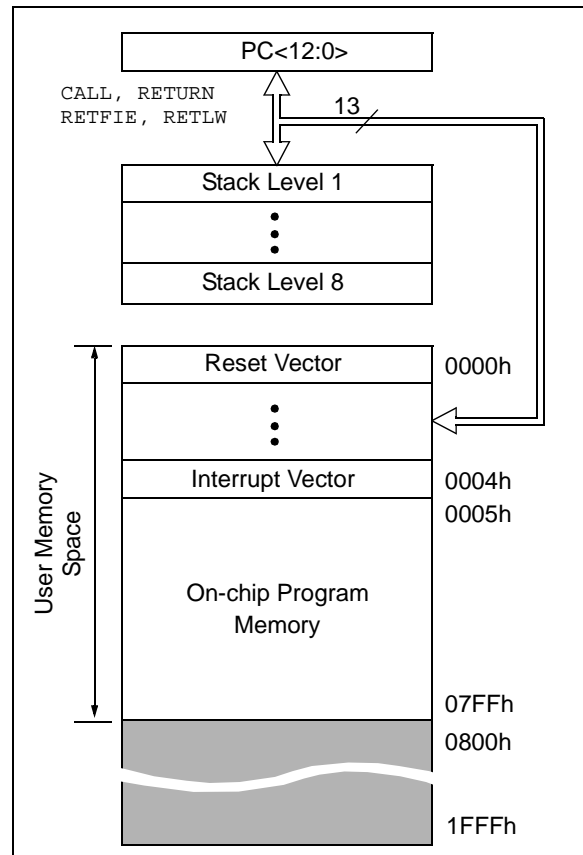 PC<12:0>
CALL, RETURN
RETFIE, RETLW
13
Stack Level 1
Stack Level 8
Reset Vector
0000h
Interrupt Vector
0004h
0005h
User Memory
Space
On-chip Program
Memory
07FFh
0800h
1FFFh